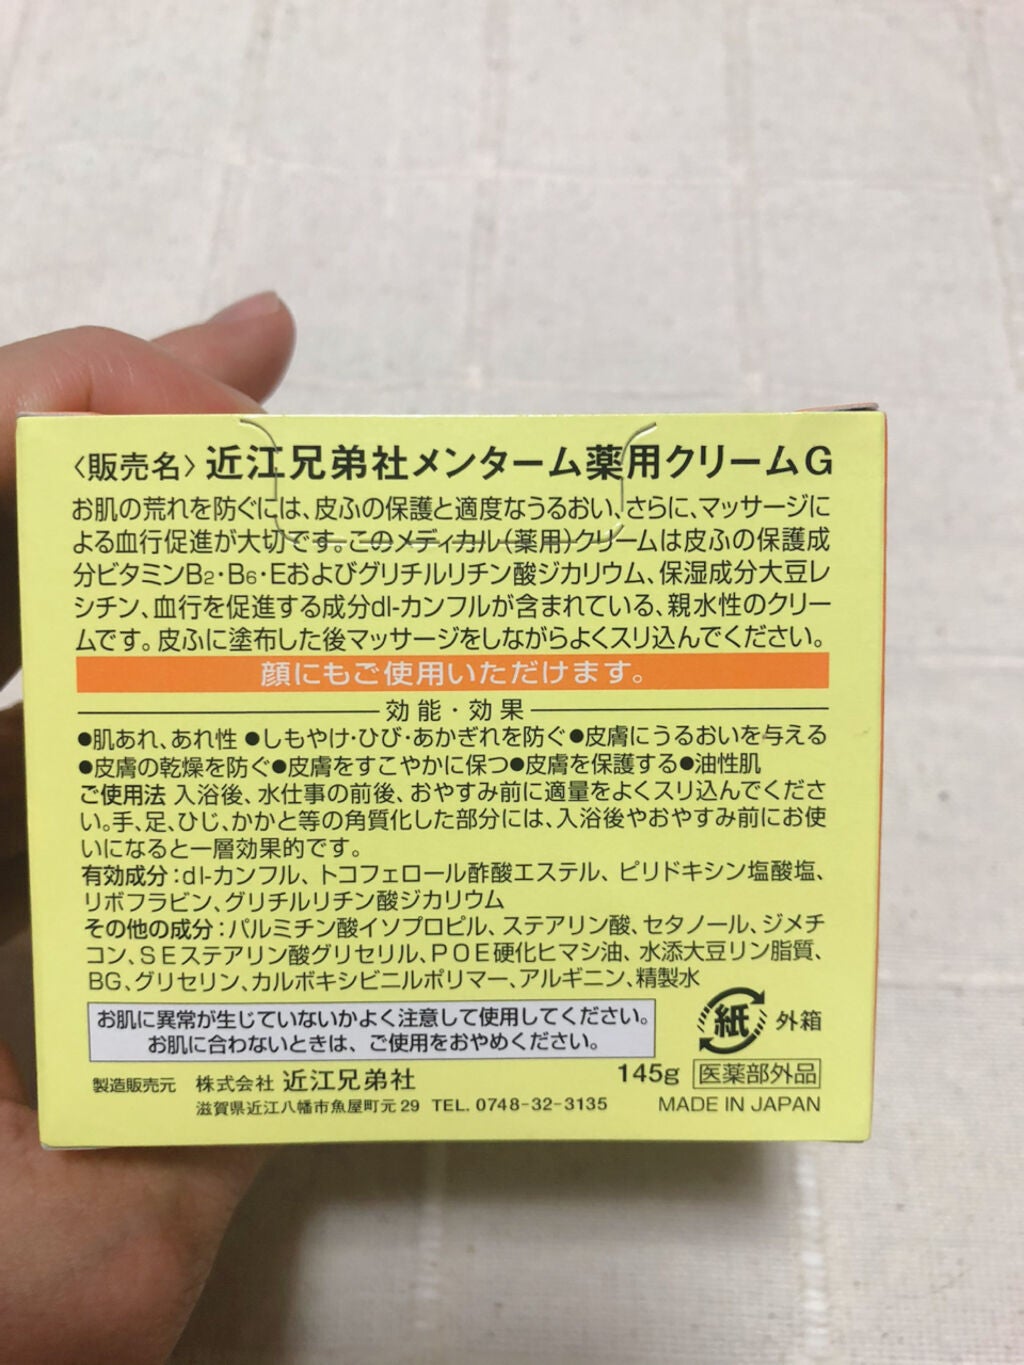 〈販売名〉近江兄弟社メンターム薬用クリームG
お肌の荒れを防ぐには、皮ふの保護と適度なうるおい、さらに、マッサージに
よる血行促進が大切です。このメディカル(薬用)クリームは皮ふの保護成
分ビタミンB2・B6・Eおよびグリチルリチン酸ジカリウム、保湿成分大豆レ
シチン、血行を促進する成分dl-カンフルが含まれている、親水性のクリー
ムです。皮ふに塗布した後マッサージをしながらよくスリ込んでください。
顔にもご使用いただけます。
効能・効果
●肌あれ、あれ性 ●しもやけ・ひび・あかぎれを防ぐ●皮膚にうるおいを与える
●皮膚の乾燥を防ぐ●皮膚をすこやかに保つ●皮膚を保護する●油性肌
ご使用法 入浴後、水仕事の前後、おやすみ前に適量をよくスリ込んでくださ
い。手、足、ひじ、かかと等の角質化した部分には、入浴後やおやすみ前にお使
いになると一層効果的です。
有効成分:dl-カンフル、トコフェロール酢酸エステル、ピリドキシン塩酸塩、
リボフラビン、グリチルリチン酸ジカリウム
その他の成分:パルミチン酸イソプロピル、ステアリン酸、セタノール、ジメチ
コン、SEステアリン酸グリセリル、POE硬化ヒマシ油、水添大豆リン脂質、
BG、グリセリン、カルボキシビニルポリマー、アルギニン、精製水
お肌に異常が生じていないかよく注意して使用してください。
お肌に合わないときは、ご使用をおやめください。
紙 外箱
製造販売元 株式会社 近江兄弟社
145g 医薬部外品
滋賀県近江八幡市魚屋町元29 TEL. 0748-32-3135
MADE IN JAPAN